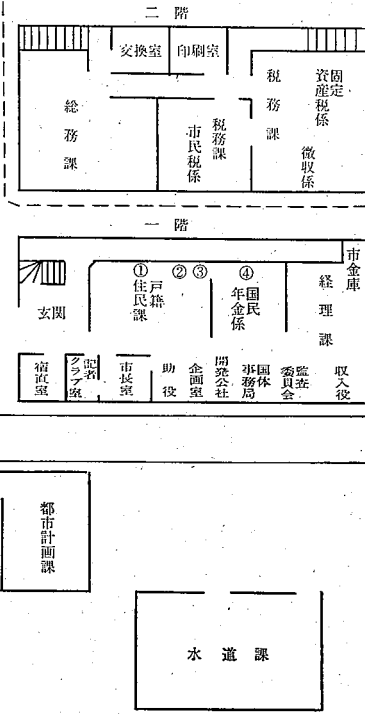 二階
交換室
印刷室
固定
資産税係
税務課
徴収係
総務課
税務課
市民税係
一階
市金庫
経理課
国民
年金係
④
③
②
①
戸籍
住民課
玄関
収入役
監査
委員会
国体
事務局
開発公社
企画室
助役
市長室
記者
クラブ室
宿直室
都市計画課
水道課